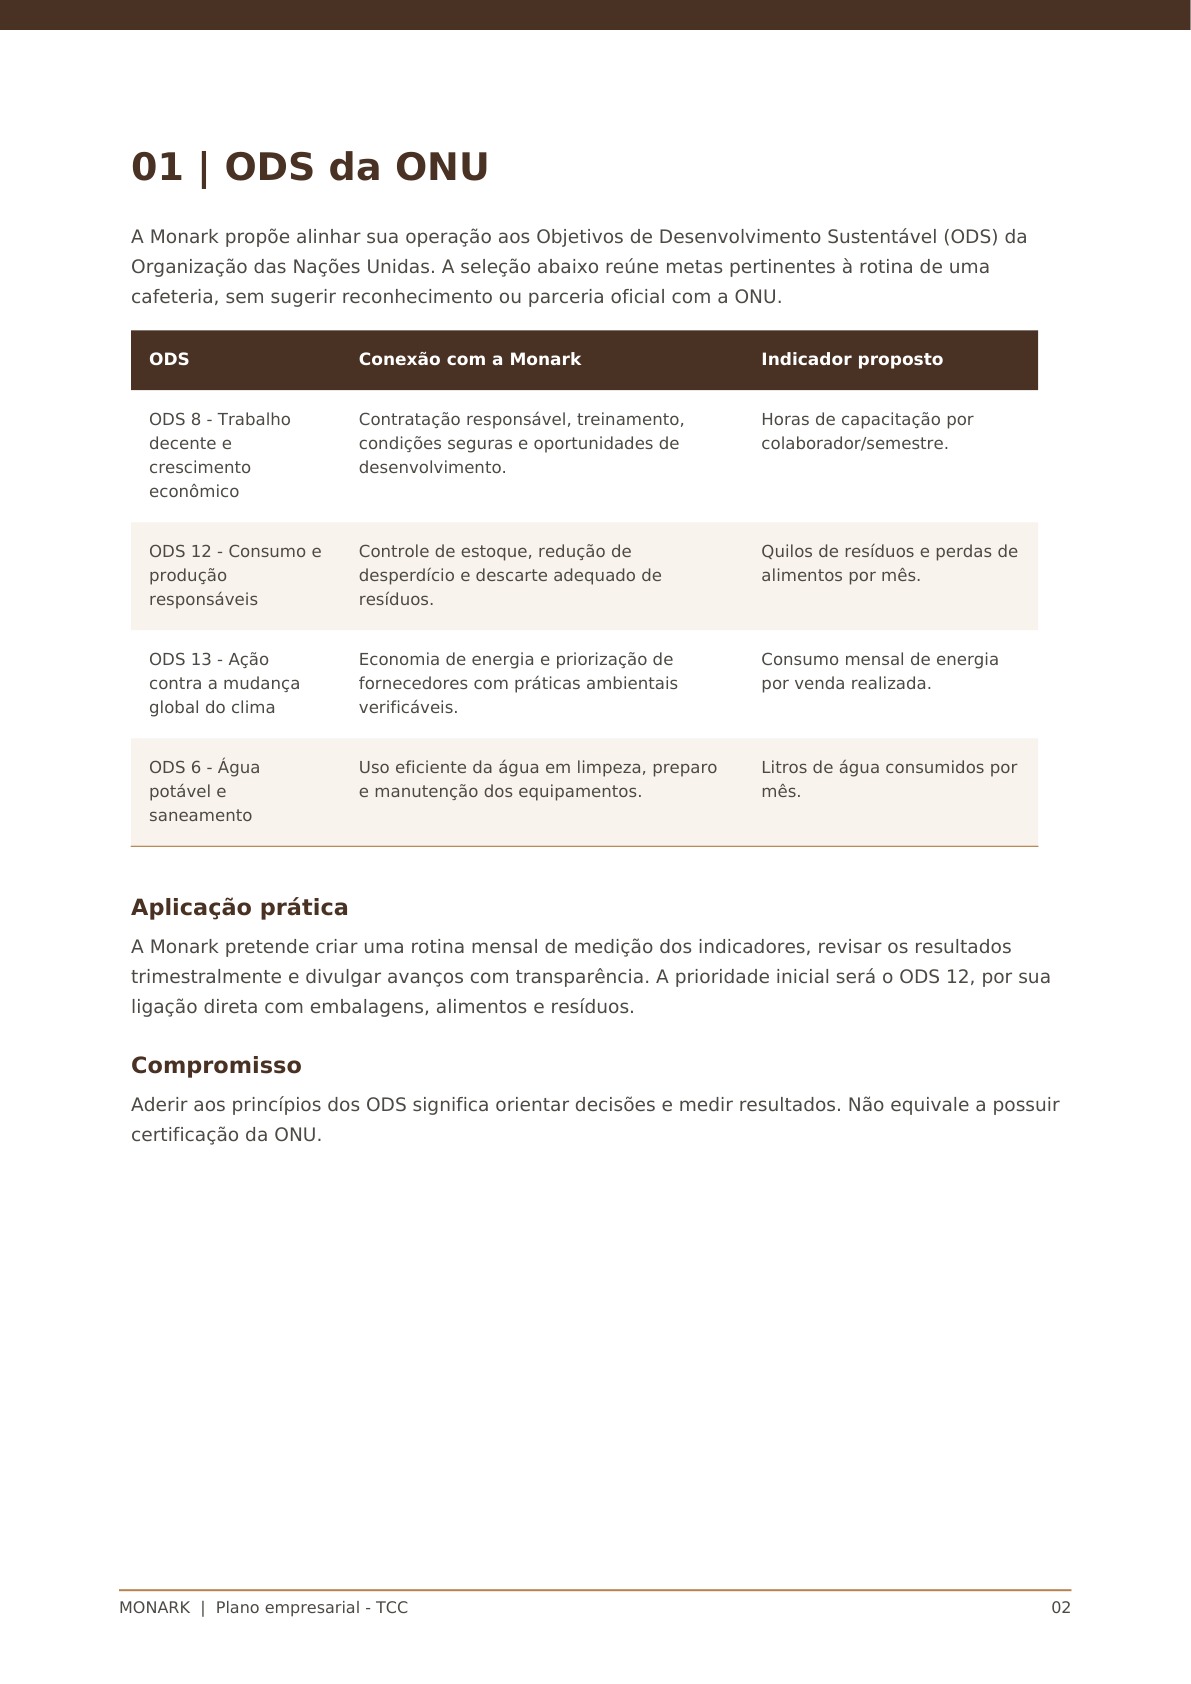 01 | ODS da ONU
A Monark propõe alinhar sua operação aos Objetivos de Desenvolvimento Sustentável (ODS) da
Organização das Nações Unidas. A seleção abaixo reúne metas pertinentes à rotina de uma
cafeteria, sem sugerir reconhecimento ou parceria oficial com a ONU.
ODS
Conexão com a Monark
Indicador proposto
ODS 8 - Trabalho
decente e
crescimento
econômico
Contratação responsável, treinamento,
condições seguras e oportunidades de
desenvolvimento.
Horas de capacitação por
colaborador/semestre.
ODS 12 - Consumo e
produção
responsáveis
Controle de estoque, redução de
desperdício e descarte adequado de
resíduos.
Quilos de resíduos e perdas de
alimentos por mês.
ODS 13 - Ação
contra a mudança
global do clima
Economia de energia e priorização de
fornecedores com práticas ambientais
verificáveis.
Consumo mensal de energia
por venda realizada.
ODS 6 - Água
potável e
saneamento
Uso eficiente da água em limpeza, preparo
e manutenção dos equipamentos.
Litros de água consumidos por
mês.
Aplicação prática
A Monark pretende criar uma rotina mensal de medição dos indicadores, revisar os resultados
trimestralmente e divulgar avanços com transparência. A prioridade inicial será o ODS 12, por sua
ligação direta com embalagens, alimentos e resíduos.
Compromisso
Aderir aos princípios dos ODS significa orientar decisões e medir resultados. Não equivale a possuir
certificação da ONU.
MONARK | Plano empresarial - TCC
02